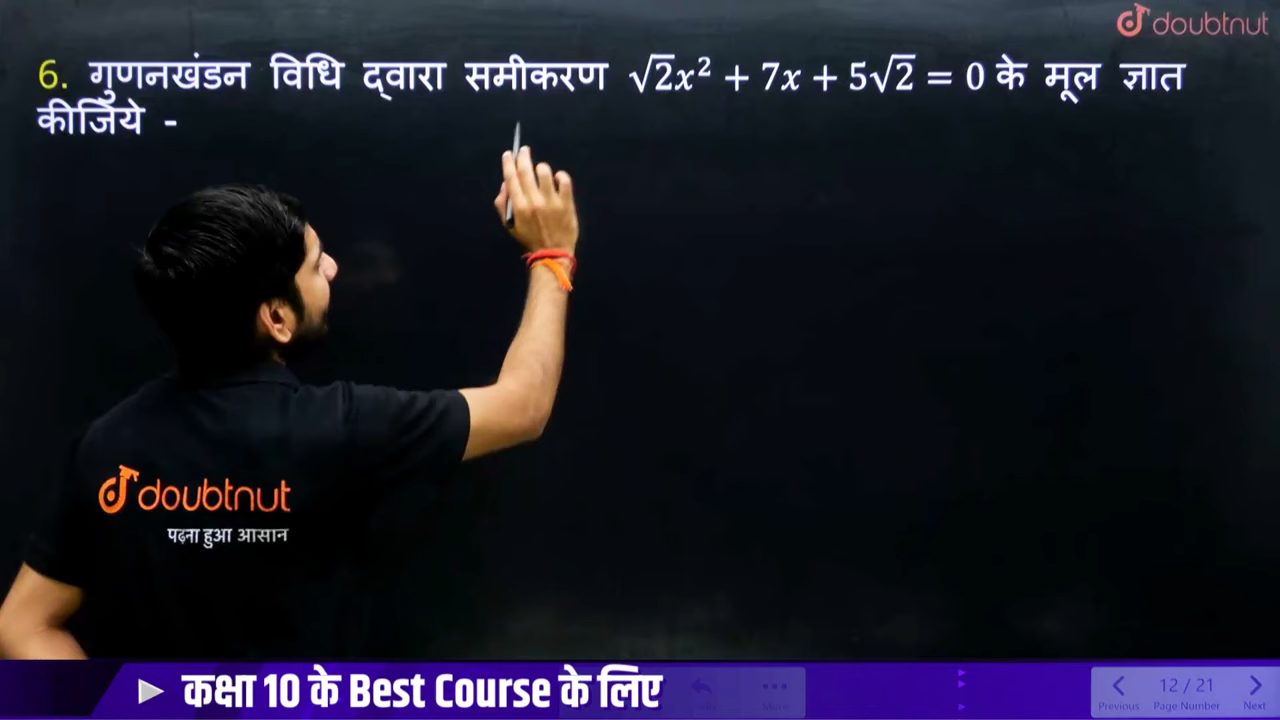 doubtnut
6. गुणनखंडन विधि द्वारा समीकरण √2x² + 7x + 5√2 = 0 के मूल ज्ञात
कीजिये -
doubtnut
पढ़ना हुआ आसान
कक्षा 10 के Best Course के लिए
More
12 / 21
Previous Page Number Next